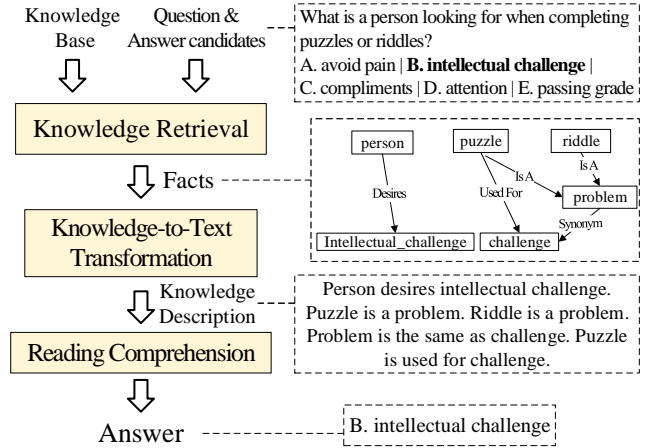 Knowledge
Base
Question &
Answer candidates
What is a person looking for when completing
puzzles or riddles?
A. avoid pain | B. intellectual challenge |
C. compliments | D. attention | E. passing grade
Knowledge Retrieval
Facts
person
puzzle
riddle
Is A
Is A
Desires
Used For
problem
Synonym
Intellectual_challenge
challenge
Knowledge-to-Text
Transformation
Knowledge
Description
Person desires intellectual challenge.
Puzzle is a problem. Riddle is a problem.
Problem is the same as challenge. Puzzle
is used for challenge.
Reading Comprehension
Answer
B. intellectual challenge